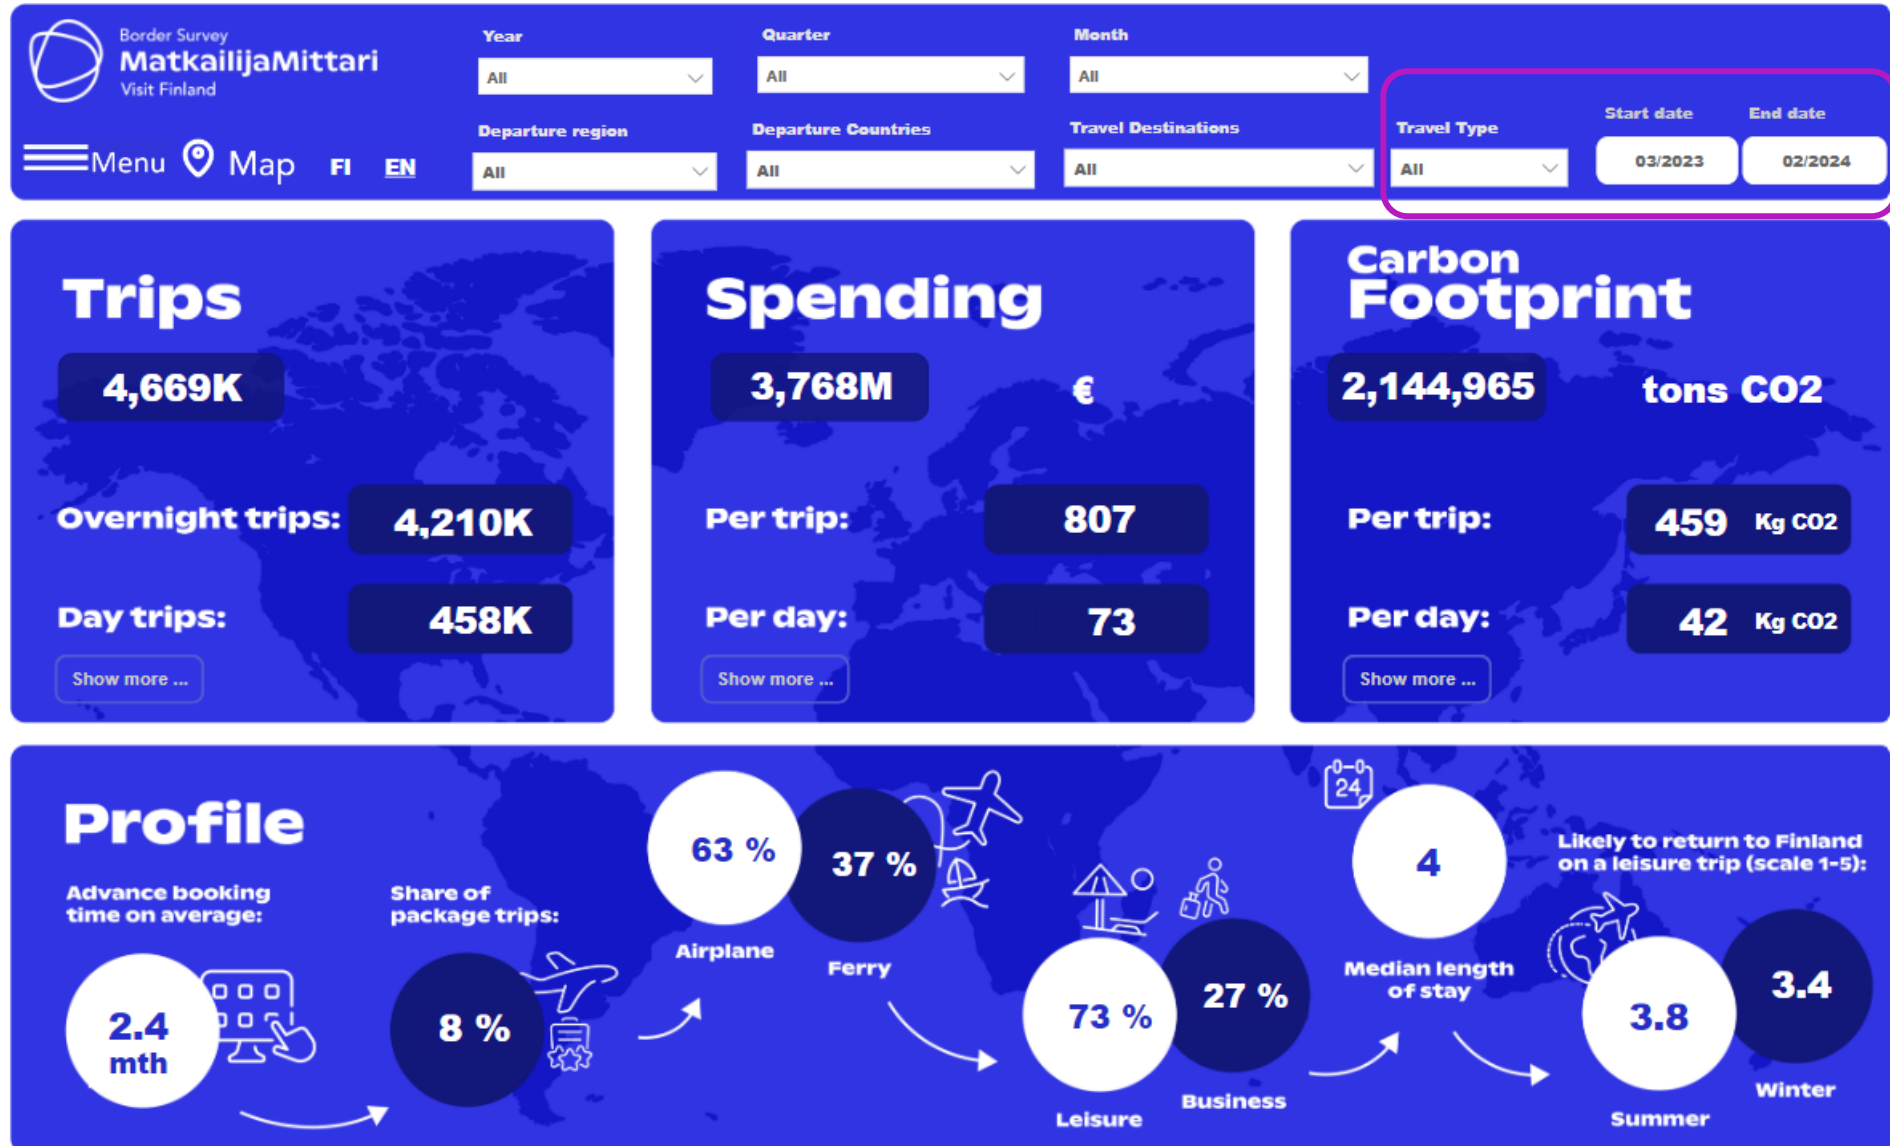 Border Survey
MatkailijaMittari
Visit Finland
Menu
Map
FI
EN
Year
All
Quarter
All
Month
All
Departure region
All
Departure Countries
All
Travel Destinations
All
Travel Type
All
Start date
03/2023
End date
02/2024
Trips
4,669K
Overnight trips: 4,210K
Day trips: 458K
Show more ...
Spending
3,768M €
Per trip: 807
Per day: 73
Show more ...
Carbon
Footprint
2,144,965 tons CO2
Per trip: 459 Kg CO2
Per day: 42 Kg CO2
Show more ...
Profile
Advance booking
time on average:
2.4
mth
Share of
package trips:
8 %
63 %
Airplane
37 %
Ferry
73 %
Leisure
27 %
Business
24
4
Median length
of stay
Likely to return to Finland
on a leisure trip (scale 1-5):
3.8
Summer
3.4
Winter